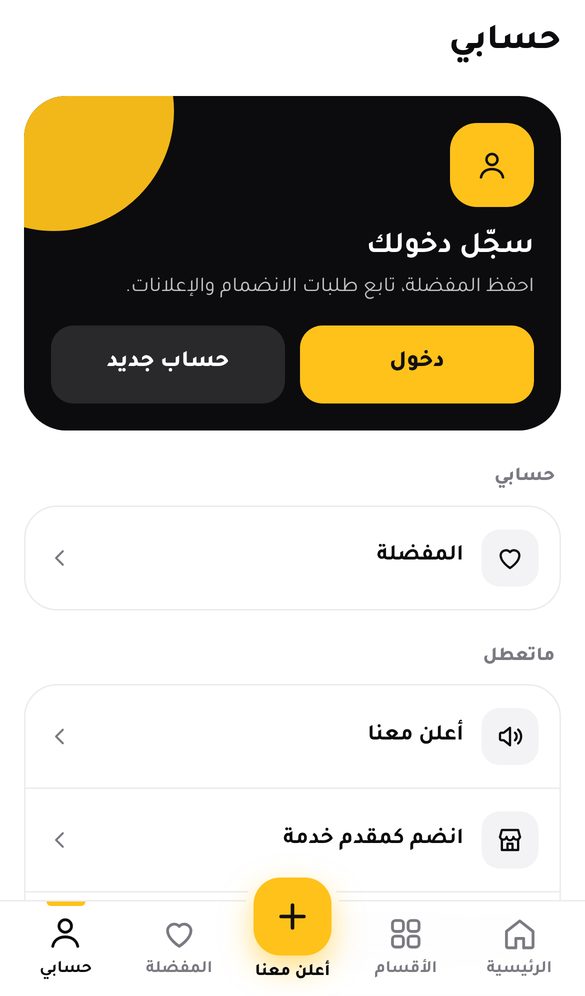 حسابي
سجّل دخولك
احفظ المفضلة، تابع طلبات الانضمام والإعلانات.
دخول
حساب جديد
حسابي
المفضلة
ماتعطل
أعلن معنا
انضم كمقدم خدمة
الرئيسية
الأقسام
أعلن معنا
المفضلة
حسابي